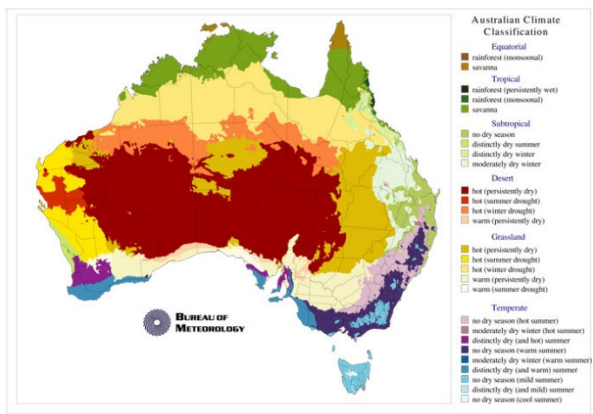 Australian Climate
Classification
Equatorial
rainforest (monsoonal)
savanna
Tropical
rainforest (persistently wet)
rainforest (monsoonal)
savanna
Subtropical
no dry season
distinctly dry summer
distinctly dry winter
moderately dry winter
Desert
hot (persistently dry)
hot (summer drought)
hot (winter drought)
warm (persistently dry)
Grassland
hot (persistently dry)
hot (summer drought)
hot (winter drought)
warm (persistently dry)
warm (summer drought)
Temperate
no dry season (hot summer)
moderately dry winter (hot summer)
distinctly dry (and hot) summer
no dry season (warm summer)
moderately dry winter (warm summer)
distinctly dry (and warm) summer
no dry season (mild summer)
distinctly dry (and mild) summer
no dry season (cool summer)
BUREAU OF
METEOROLOGY